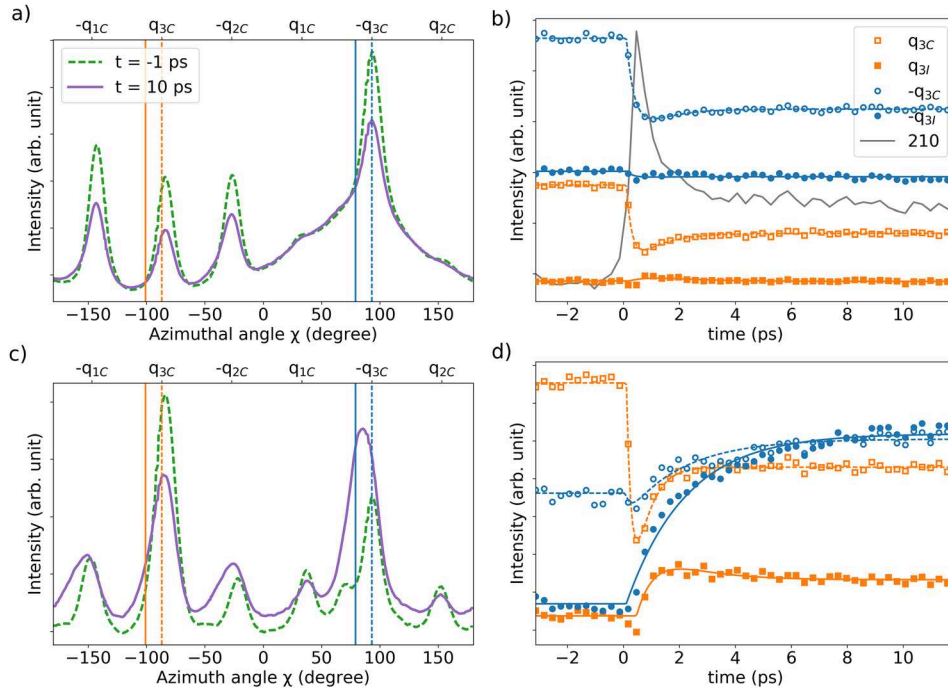 a)
-q1C q3C -q2C q1C -q3C q2C
t = -1 ps
t = 10 ps
Intensity (arb. unit)
−150 −100 −50 0 50 100 150
Azimuthal angle χ (degree)
b)
q3C
q3I
-q3C
-q3I
210
Intensity (arb. unit)
−2 0 2 4 6 8 10
time (ps)
c)
-q1C q3C -q2C q1C -q3C q2C
Intensity (arb. unit)
−150 −100 −50 0 50 100 150
Azimuth angle χ (degree)
d)
Intensity (arb. unit)
−2 0 2 4 6 8 10
time (ps)